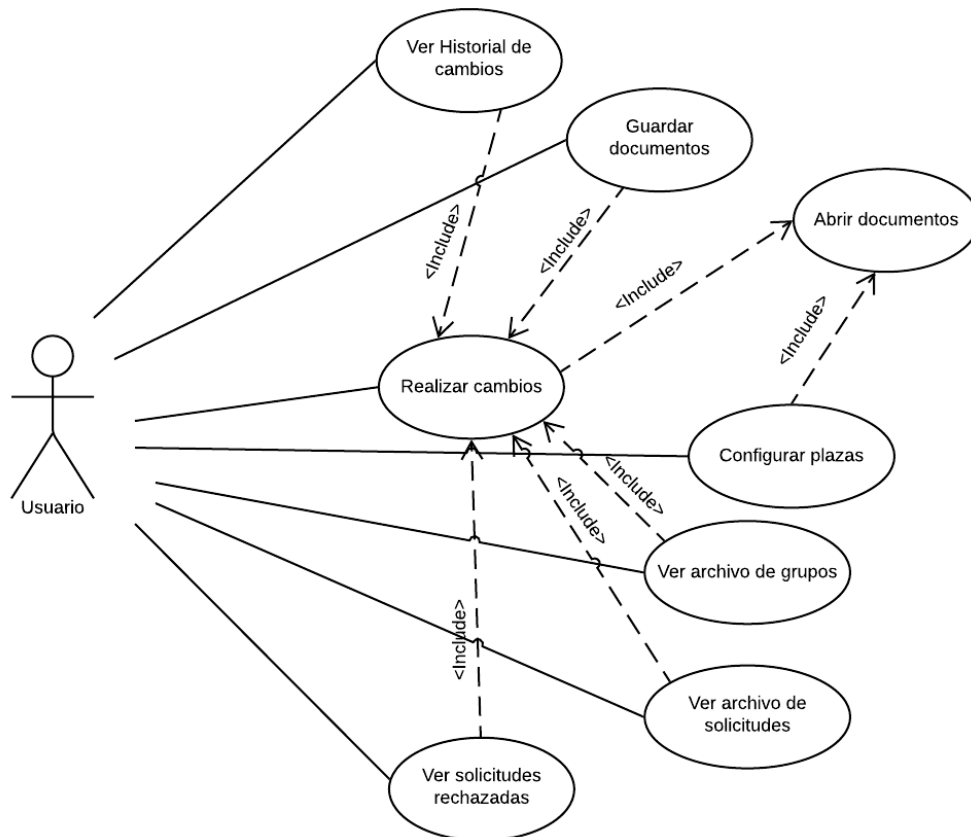 Ver Historial de
cambios
Guardar
documentos
Abrir documentos
<Include>
<Include>
<Include>
<Include>
Realizar cambios
Configurar plazas
Usuario
<Include>
<Include>
Ver archivo de grupos
<Include>
Ver archivo de
solicitudes
Ver solicitudes
rechazadas